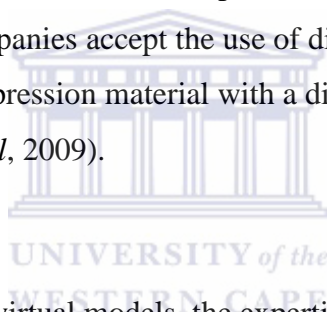 panies accept the use of di
pression material with a di
l, 2009).
UNIVERSITY of the
virtual models, the experti
WESTERN CAPE